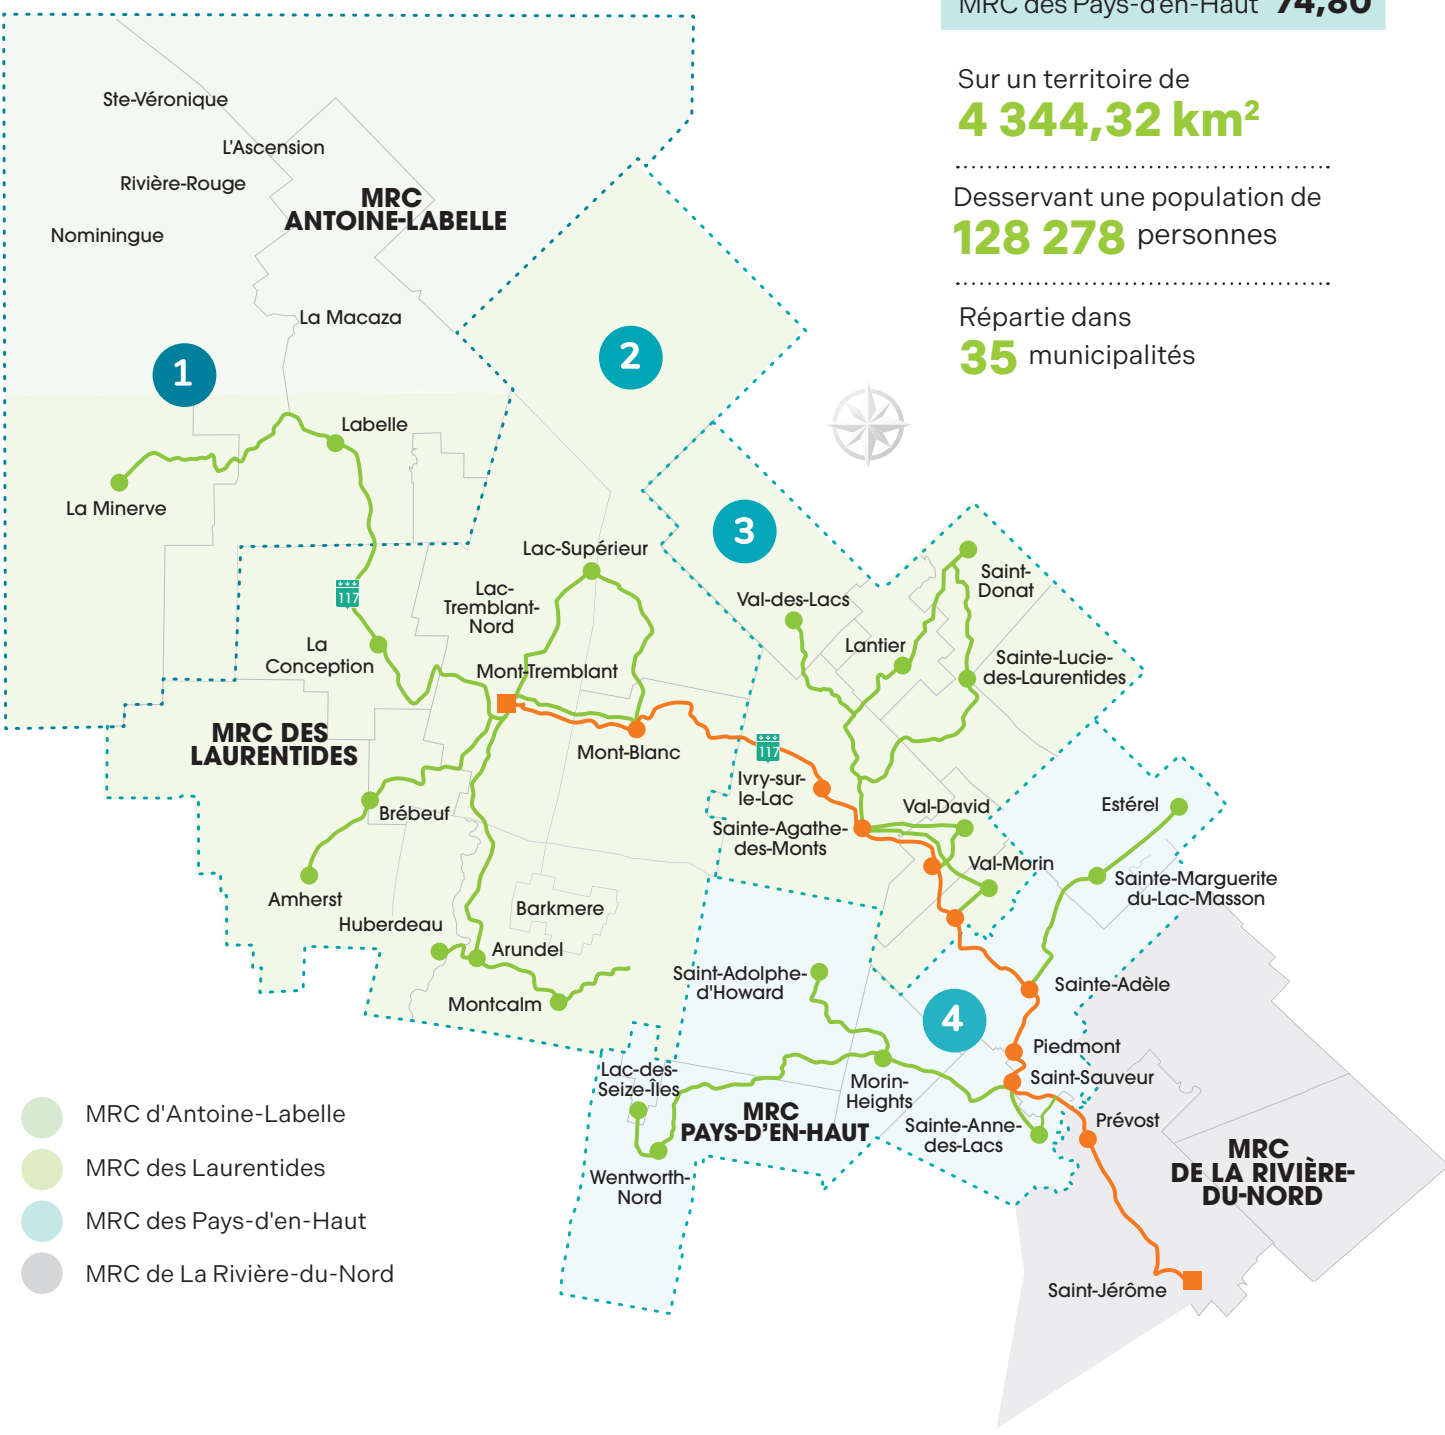 MRC des Pays-d'en-Haut 74,80
Sur un territoire de
4 344,32 km²
Desservant une population de
128 278 personnes
Répartie dans
35 municipalités
Ste-Véronique
L'Ascension
Rivière-Rouge
MRC
ANTOINE-LABELLE
Nominingue
La Macaza
1
2
Labelle
La Minerve
3
Lac-Supérieur
117
Lac-
Tremblant-
Nord
Val-des-Lacs
Saint-
Donat
La
Conception
Mont-Tremblant
Lantier
Sainte-Lucie-
des-Laurentides
MRC DES
LAURENTIDES
Mont-Blanc
117
Ivry-sur-
le-Lac
Val-David
Estérel
Brébeuf
Sainte-Agathe-
des-Monts
Val-Morin
Sainte-Marguerite
du-Lac-Masson
Amherst
Huberdeau
Barkmere
Arundel
Montcalm
Saint-Adolphe-
d'Howard
Sainte-Adèle
4
Piedmont
Saint-Sauveur
Lac-des-
Seize-Îles
Morin-
Heights
MRC
PAYS-D'EN-HAUT
Sainte-Anne-
des-Lacs
Prévost
Wentworth-
Nord
MRC
DE LA RIVIÈRE-
DU-NORD
Saint-Jérôme
MRC d'Antoine-Labelle
MRC des Laurentides
MRC des Pays-d'en-Haut
MRC de La Rivière-du-Nord